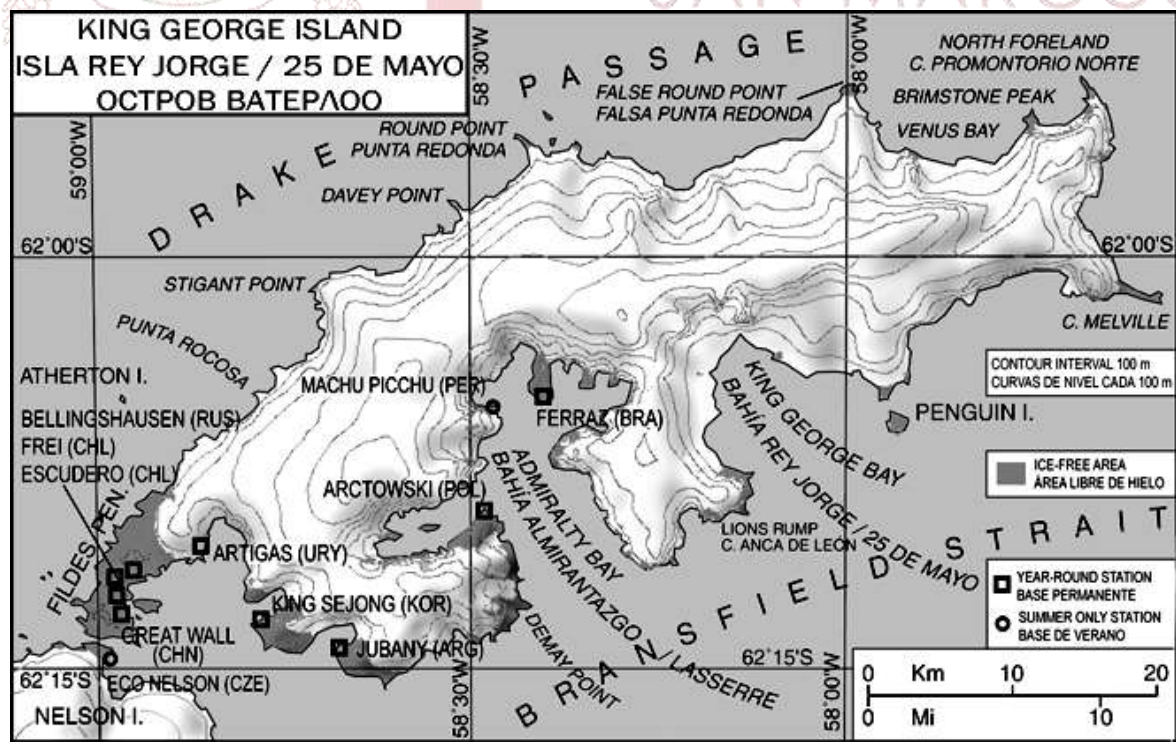 SAN MARCOS
KING GEORGE ISLAND
ISLA REY JORGE / 25 DE MAYO
ОСТРОВ ВАТЕРΛОО
58˚30'W
DRAKE PASSAGE
58˚00'W
NORTH FORELAND
C. PROMONTORIO NORTE
FALSE ROUND POINT
FALSA PUNTA REDONDA
BRIMSTONE PEAK
VENUS BAY
59˚00'W
ROUND POINT
PUNTA REDONDA
DAVEY POINT
62˚00'S
62˚00'S
STIGANT POINT
PUNTA ROCOSA
C. MELVILLE
CONTOUR INTERVAL 100 m
CURVAS DE NIVEL CADA 100 m
ATHERTON I.
BELLINGSHAUSEN (RUS)
FREI (CHL)
ESCUDERO (CHL)
MACHU PICCHU (PER)
FERRAZ (BRA)
KING GEORGE BAY
BAHÍA REY JORGE / 25 DE MAYO
PENGUIN I.
ICE-FREE AREA
ÁREA LIBRE DE HIELO
ARCTOWSKI (POL)
ADMIRALTY BAY
BAHÍA ALMIRANTAZGO / LASSERRE
LIONS RUMP
C. ANCA DE LEÓN
FILDES PEN.
ARTIGAS (URY)
KING SEJONG (KOR)
GREAT WALL
(CHN)
JUBANY (ARG)
DEMAY POINT
BRANSFIELD STRAIT
YEAR-ROUND STATION
BASE PERMANENTE
SUMMER ONLY STATION
BASE DE VERANO
62˚15'S
62˚15'S
ECO NELSON (CZE)
NELSON I.
58˚30'W
58˚00'W
0 Km 10 20
0 Mi 10